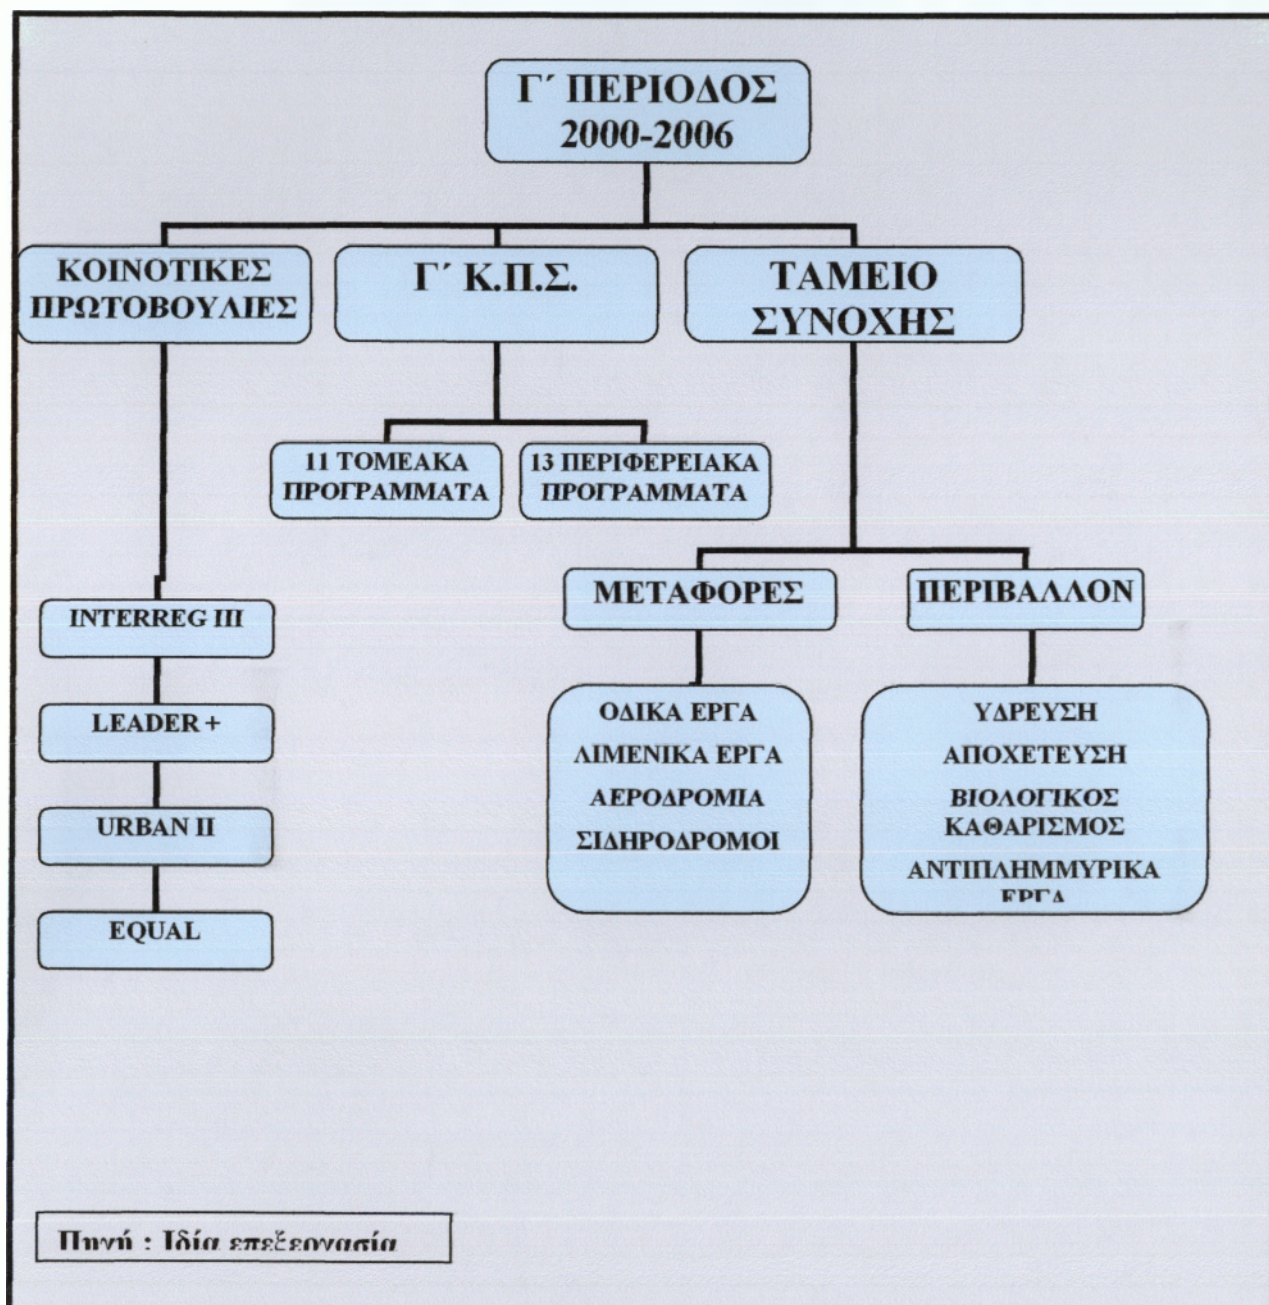 Γ΄ ΠΕΡΙΟΔΟΣ
2000-2006
ΚΟΙΝΟΤΙΚΕΣ
ΠΡΩΤΟΒΟΥΛΙΕΣ
Γ΄ Κ.Π.Σ.
ΤΑΜΕΙΟ
ΣΥΝΟΧΗΣ
11 ΤΟΜΕΑΚΑ
ΠΡΟΓΡΑΜΜΑΤΑ
13 ΠΕΡΙΦΕΡΕΙΑΚΑ
ΠΡΟΓΡΑΜΜΑΤΑ
ΜΕΤΑΦΟΡΕΣ
ΠΕΡΙΒΑΛΛΟΝ
INTERREG III
LEADER +
URBAN II
EQUAL
ΟΔΙΚΑ ΕΡΓΑ
ΛΙΜΕΝΙΚΑ ΕΡΓΑ
ΑΕΡΟΔΡΟΜΙΑ
ΣΙΔΗΡΟΔΡΟΜΟΙ
ΥΔΡΕΥΣΗ
ΑΠΟΧΕΤΕΥΣΗ
ΒΙΟΛΟΓΙΚΟΣ
ΚΑΘΑΡΙΣΜΟΣ
ΑΝΤΙΠΛΗΜΜΥΡΙΚΑ
ΕΡΓΑ
Πηγή : Ιδία επεξεργασία